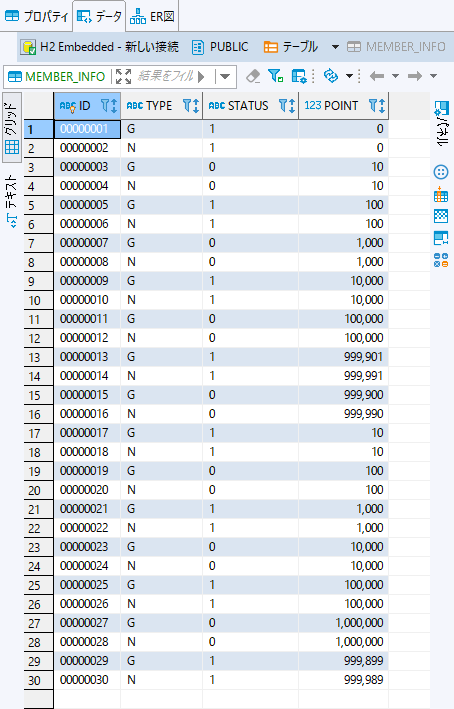 プロパティ データ ER図
H2 Embedded - 新しい接続 PUBLIC テーブル MEMBER_INFO
MEMBER_INFO 結果をフィル
グリッド
テキスト
パネル
ABC ID ABC TYPE ABC STATUS 123 POINT
1 00000001 G 1 0
2 00000002 N 1 0
3 00000003 G 0 10
4 00000004 N 0 10
5 00000005 G 1 100
6 00000006 N 1 100
7 00000007 G 0 1,000
8 00000008 N 0 1,000
9 00000009 G 1 10,000
10 00000010 N 1 10,000
11 00000011 G 0 100,000
12 00000012 N 0 100,000
13 00000013 G 1 999,901
14 00000014 N 1 999,991
15 00000015 G 0 999,900
16 00000016 N 0 999,990
17 00000017 G 1 10
18 00000018 N 1 10
19 00000019 G 0 100
20 00000020 N 0 100
21 00000021 G 1 1,000
22 00000022 N 1 1,000
23 00000023 G 0 10,000
24 00000024 N 0 10,000
25 00000025 G 1 100,000
26 00000026 N 1 100,000
27 00000027 G 0 1,000,000
28 00000028 N 0 1,000,000
29 00000029 G 1 999,899
30 00000030 N 1 999,989